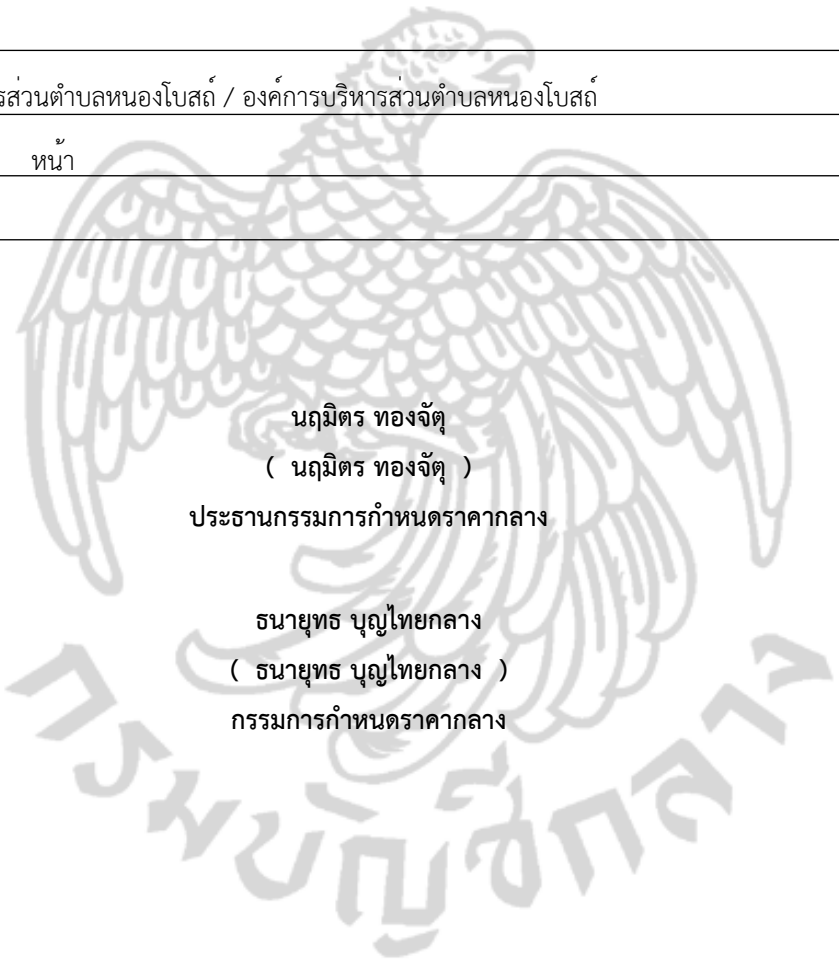 ส่วนตำบลหนองโบสถ์ / องค์การบริหารส่วนตำบลหนองโบสถ์
หน้า
นฤมิตร ทองจัตุ
( นฤมิตร ทองจัตุ )
ประธานกรรมการกำหนดราคากลาง
ธนายุทธ บุญไทยกลาง
( ธนายุทธ บุญไทยกลาง )
กรรมการกำหนดราคากลาง
กรมบัญชีกลาง